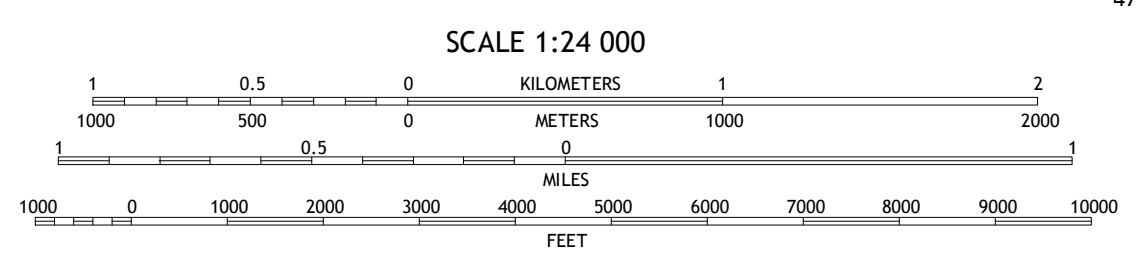 47
SCALE 1:24 000
1 0.5 0 KILOMETERS 1 2
1000 500 0 METERS 1000 2000
1 0.5 0 1
MILES
1000 0 1000 2000 3000 4000 5000 6000 7000 8000 9000 10000
FEET